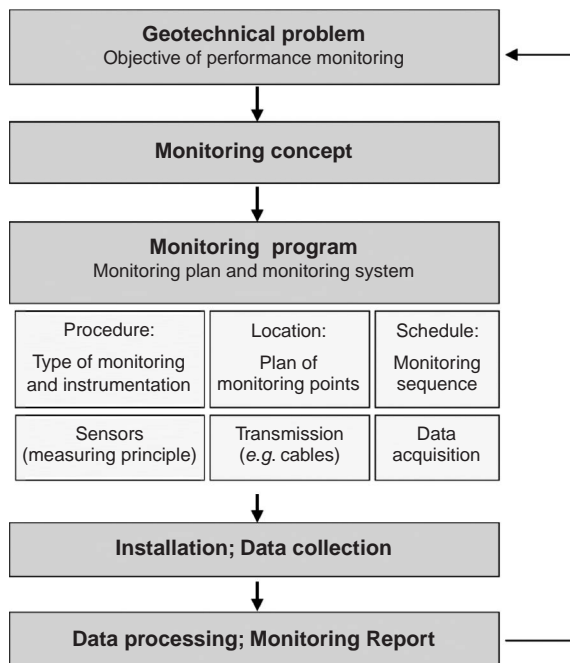 Geotechnical problem
Objective of performance monitoring
Monitoring concept
Monitoring program
Monitoring plan and monitoring system
Procedure:
Type of monitoring
and instrumentation
Location:
Plan of
monitoring points
Schedule:
Monitoring
sequence
Sensors
(measuring principle)
Transmission
(e.g. cables)
Data
acquisition
Installation; Data collection
Data processing; Monitoring Report